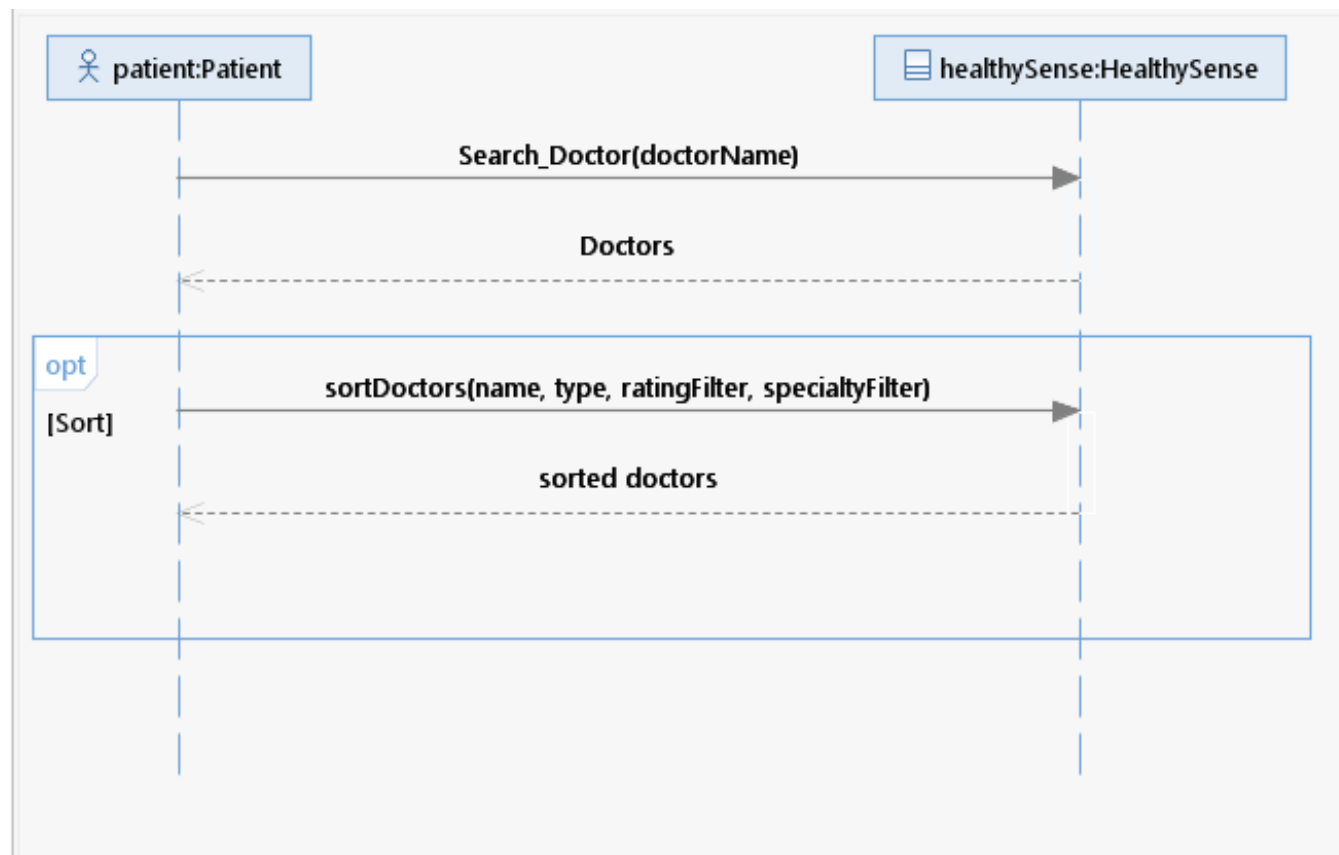 patient:Patient
healthySense:HealthySense
Search_Doctor(doctorName)
Doctors
opt
sortDoctors(name, type, ratingFilter, specialtyFilter)
[Sort]
sorted doctors